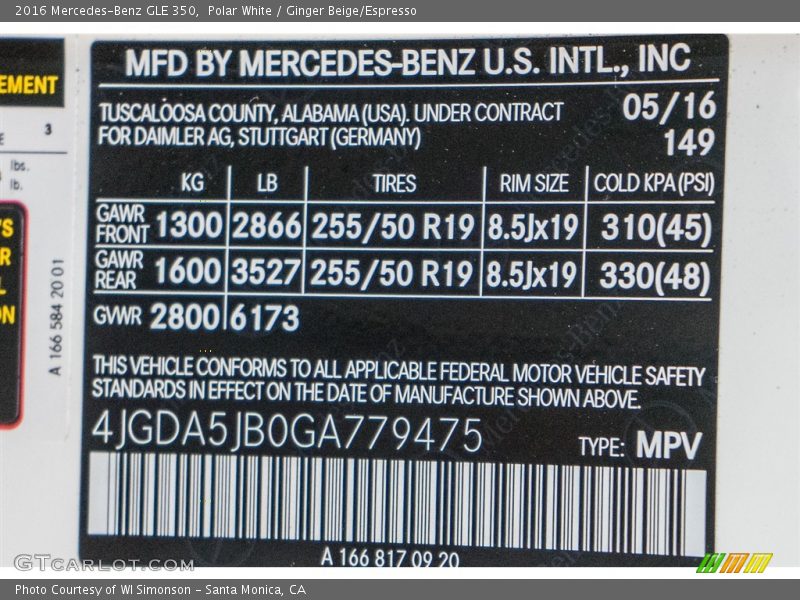 2016 Mercedes-Benz GLE 350, Polar White / Ginger Beige/Espresso
EMENT
3
lbs.
lb.
A 166 584 20 01
MFD BY MERCEDES-BENZ U.S. INTL., INC
TUSCALOOSA COUNTY, ALABAMA (USA). UNDER CONTRACT 05/16
FOR DAIMLER AG, STUTTGART (GERMANY) 149
KG LB TIRES RIM SIZE COLD KPA (PSI)
GAWR FRONT 1300 2866 255/50 R19 8.5Jx19 310(45)
GAWR REAR 1600 3527 255/50 R19 8.5Jx19 330(48)
GWR 2800 6173
THIS VEHICLE CONFORMS TO ALL APPLICABLE FEDERAL MOTOR VEHICLE SAFETY
STANDARDS IN EFFECT ON THE DATE OF MANUFACTURE SHOWN ABOVE.
4JGDA5JB0GA779475 TYPE: MPV
A 166 817 09 20
GTCARLOT.COM
Photo Courtesy of WI Simonson - Santa Monica, CA